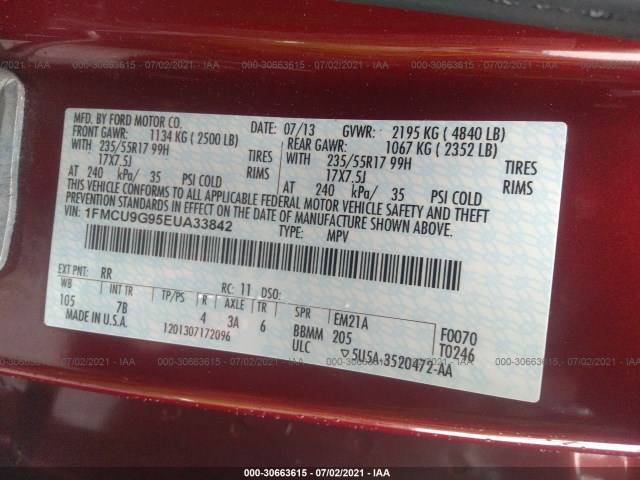 000-30663615 - 07/02/2021 - IAA
MFD. BY FORD MOTOR CO. DATE: 07/13 GVWR: 2195 KG ( 4840 LB)
FRONT GAWR: 1134 KG ( 2500 LB) REAR GAWR: 1067 KG ( 2352 LB)
WITH 235/55R17 99H TIRES WITH 235/55R17 99H TIRES
17X7.5J RIMS 17X7.5J RIMS
AT 240 kPa/ 35 PSI COLD AT 240 kPa/ 35 PSI COLD
THIS VEHICLE CONFORMS TO ALL APPLICABLE FEDERAL MOTOR VEHICLE SAFETY AND THEFT
PREVENTION STANDARDS IN EFFECT ON THE DATE OF MANUFACTURE SHOWN ABOVE.
VIN: 1FMCU9G95EUA33842
TYPE: MPV
EXT PNT: RR RC: 11 DSO:
WB INT TR TP/PS R AXLE TR SPR EM21A F0070
105 7B 4 3A 6 BBMM 205 T0246
MADE IN U.S.A. 1201307172096 ULC ▽5U5A-3520472-AA
000-30663615 - 07/02/2021 - IAA